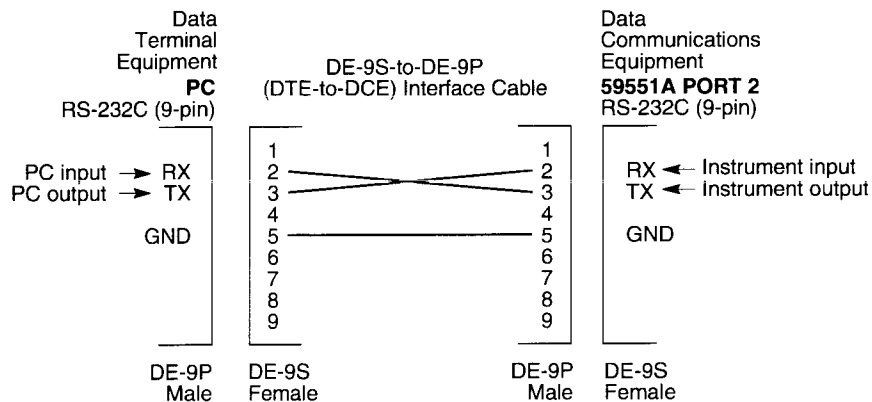 Data
Terminal
Equipment
PC
RS-232C (9-pin)
DE-9S-to-DE-9P
(DTE-to-DCE) Interface Cable
Data
Communications
Equipment
59551A PORT 2
RS-232C (9-pin)
PC input → RX
PC output → TX
GND
1
2
3
4
5
6
7
8
9
1
2
3
4
5
6
7
8
9
RX ← Instrument input
TX ← Instrument output
GND
DE-9P
Male
DE-9S
Female
DE-9P
Male
DE-9S
Female